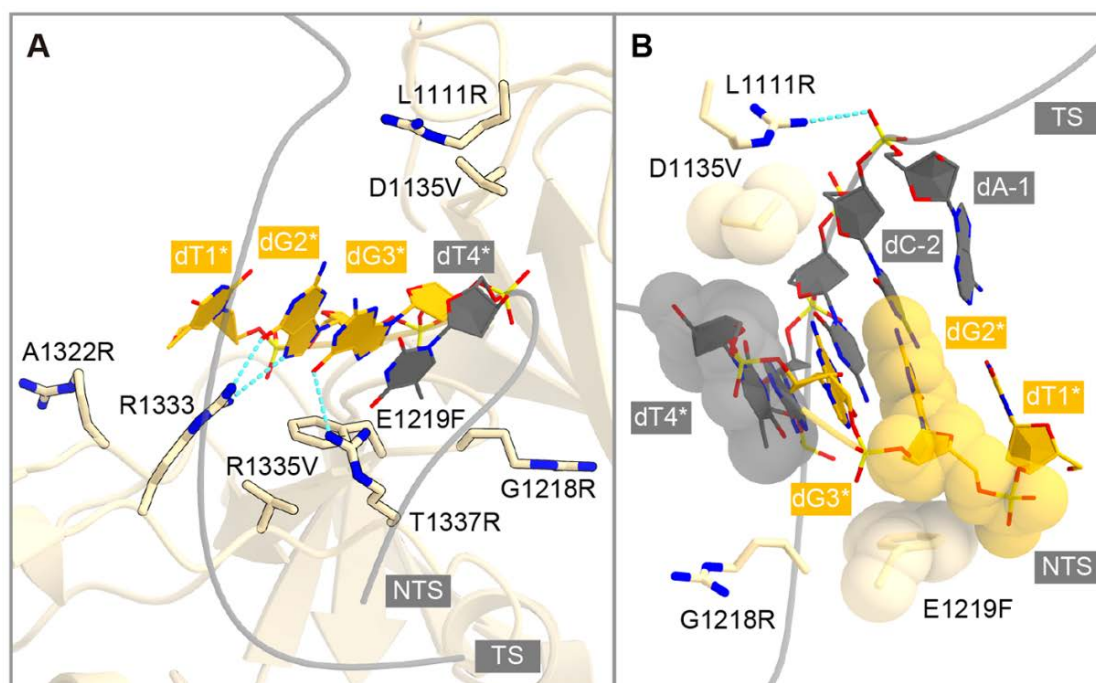 A
L1111R
D1135V
dT1*
dG2*
dG3*
dT4*
A1322R
R1333
E1219F
R1335V
G1218R
T1337R
NTS
TS
B
L1111R
TS
D1135V
dA-1
dC-2
dG2*
dT1*
dT4*
dG3*
NTS
G1218R
E1219F